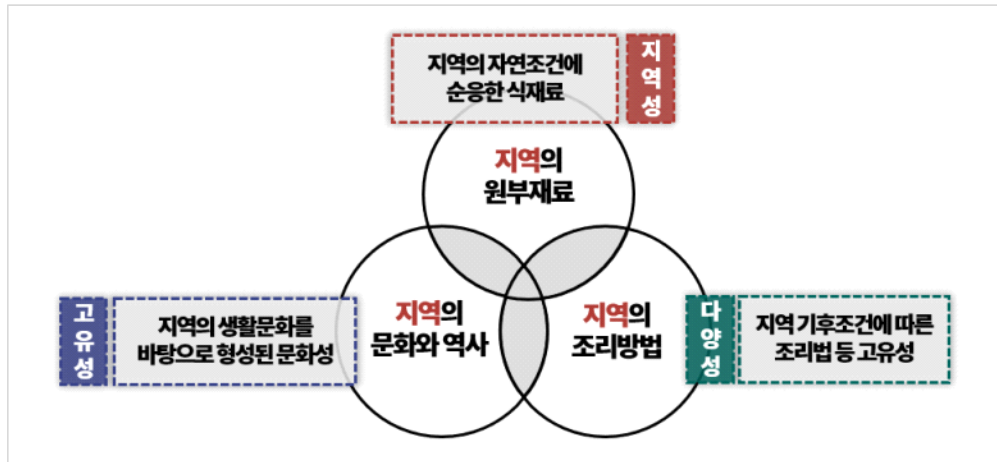 지역의 자연조건에
순응한 식재료
지역성
지역의
원부재료
고유성
지역의 생활문화를
바탕으로 형성된 문화성
지역의
문화와 역사
지역의
조리방법
다양성
지역 기후조건에 따른
조리법 등 고유성